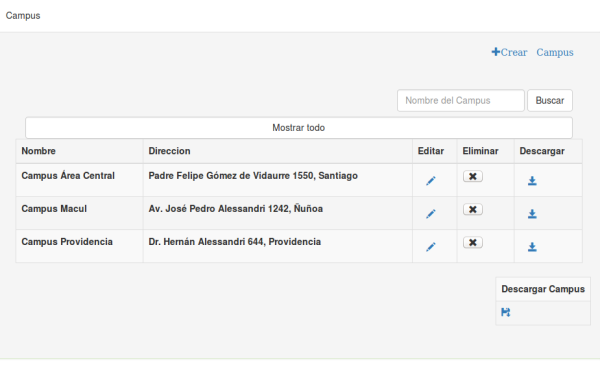 Campus
Crear Campus
Nombre del Campus Buscar
Mostrar todo
Nombre Direccion Editar Eliminar Descargar
Campus Área Central Padre Felipe Gómez de Vidaurre 1550, Santiago
Campus Macul Av. José Pedro Alessandri 1242, Ñuñoa
Campus Providencia Dr. Hernán Alessandri 644, Providencia
Descargar Campus